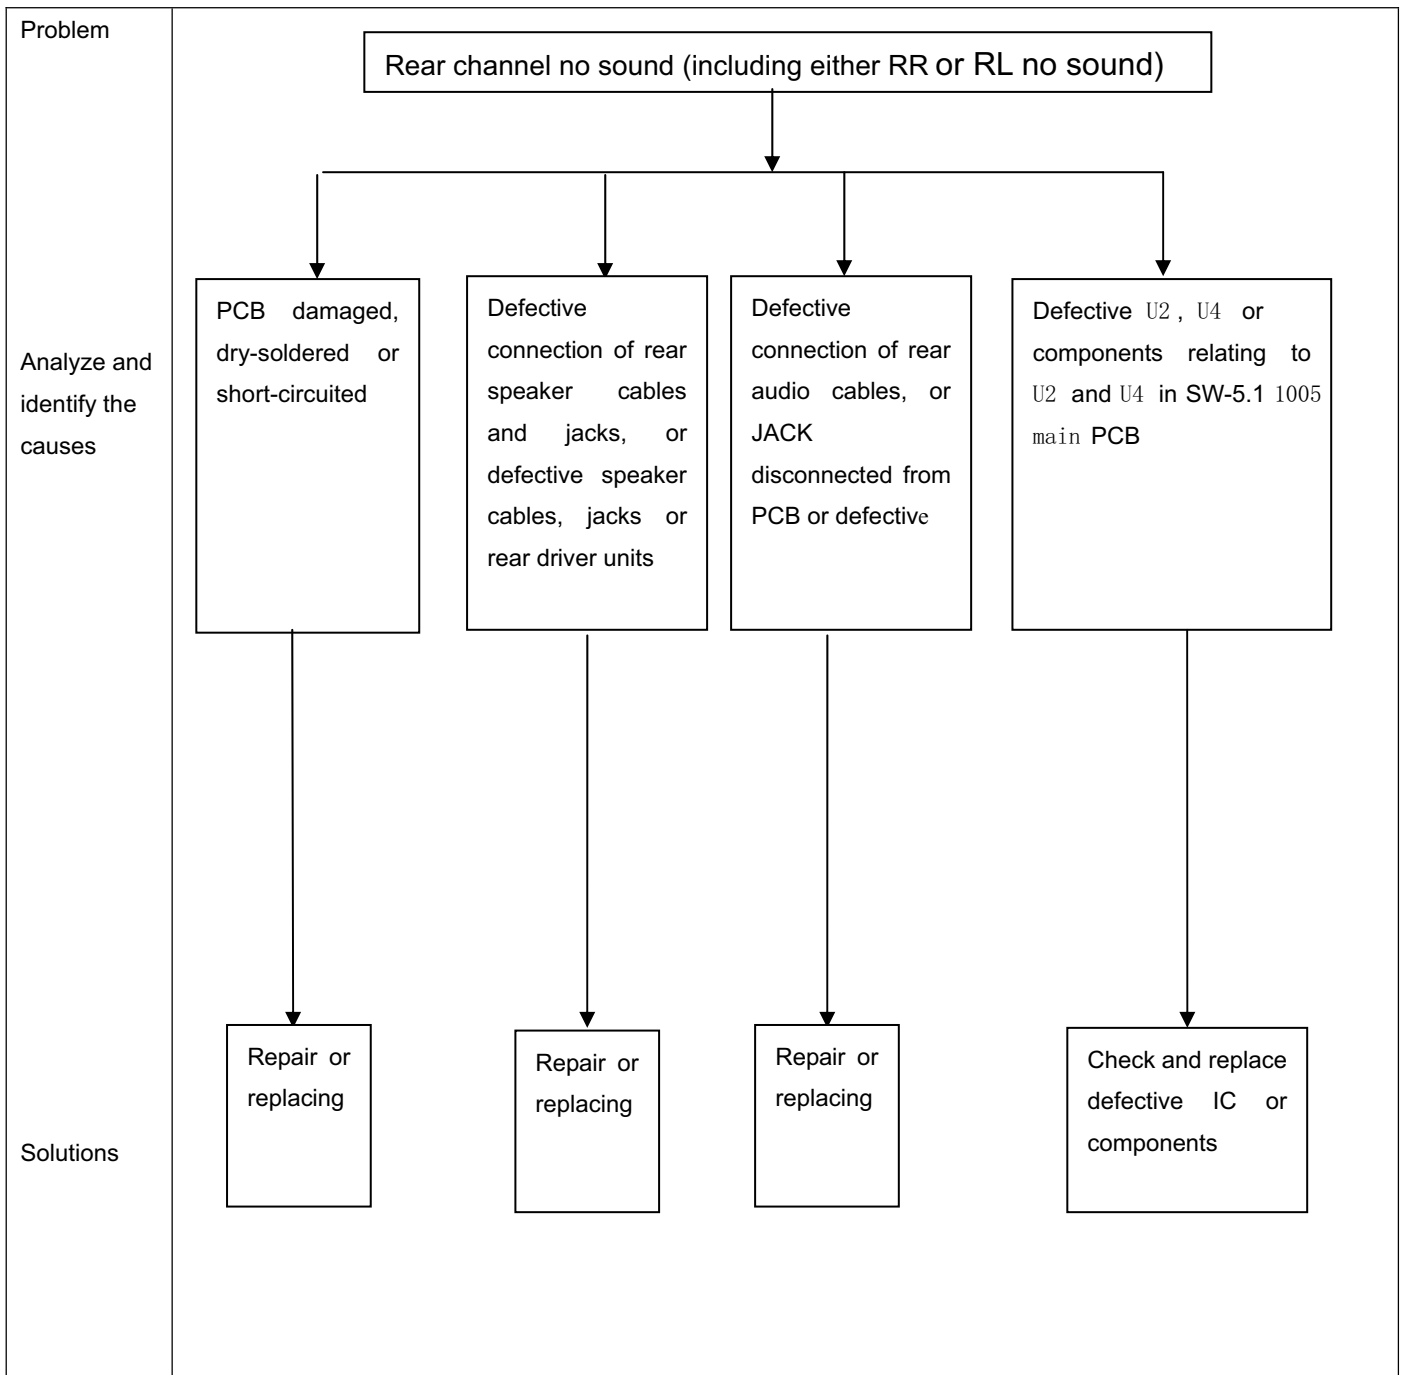 Problem
Rear channel no sound (including either RR or RL no sound)
Analyze and
identify the
causes
PCB damaged,
dry-soldered or
short-circuited
Defective
connection of rear
speaker cables
and jacks, or
defective speaker
cables, jacks or
rear driver units
Defective
connection of rear
audio cables, or
JACK
disconnected from
PCB or defective
Defective U2 , U4 or
components relating to
U2 and U4 in SW-5.1 1005
main PCB
Solutions
Repair or
replacing
Repair or
replacing
Repair or
replacing
Check and replace
defective IC or
components